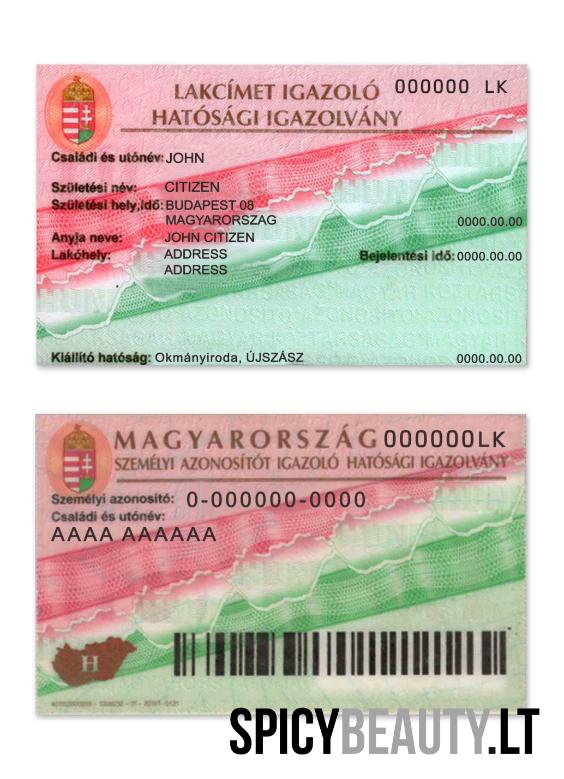 LAKCÍMET IGAZOLÓ 000000 LK
HATÓSÁGI IGAZOLVÁNY
Családi és utónév: JOHN
Születési név: CITIZEN
Születési hely,idő: BUDAPEST 08
MAGYARORSZAG 0000.00.00
Anyja neve: JOHN CITIZEN
Lakóhely: ADDRESS Bejelentési idő: 0000.00.00
ADDRESS
Kiállító hatóság: Okmányiroda, ÚJSZÁSZ 0000.00.00
MAGYARORSZÁG 000000LK
SZEMÉLYI AZONOSÍTÓT IGAZOLÓ HATÓSÁGI IGAZOLVÁNY
Személyi azonosító: 0-000000-0000
Családi és utónév:
AAAA AAAAAA
H
SPICYBEAUTY.LT